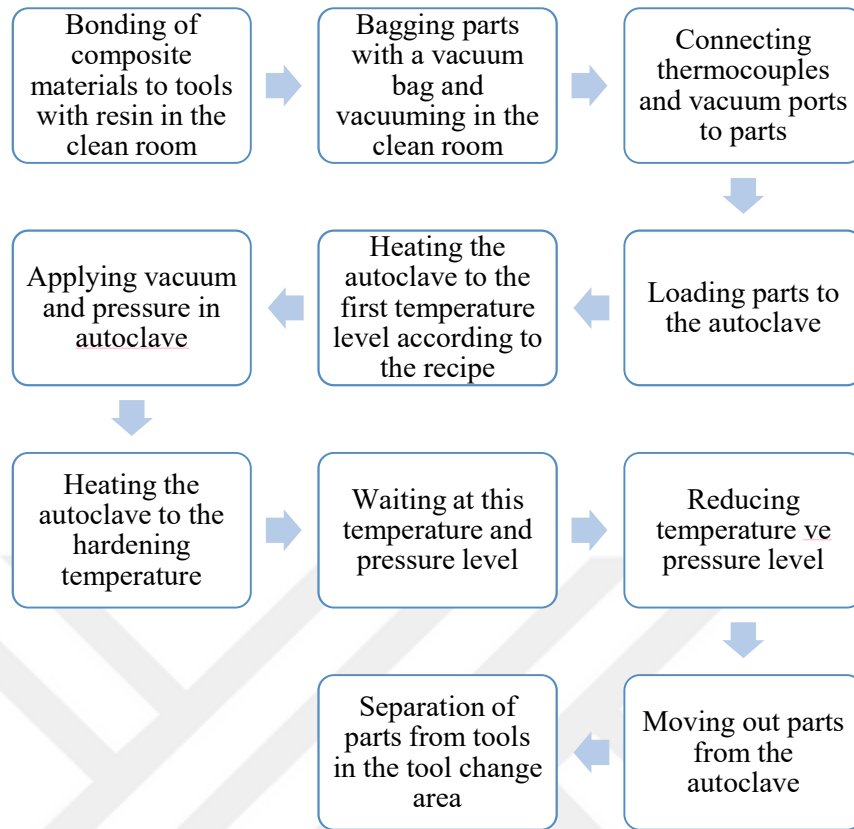 Bonding of
composite
materials to tools
with resin in the
clean room
Bagging parts
with a vacuum
bag and
vacuuming in the
clean room
Connecting
thermocouples
and vacuum ports
to parts
Loading parts to
the autoclave
Heating the
autoclave to the
first temperature
level according to
the recipe
Applying vacuum
and pressure in
autoclave
Heating the
autoclave to the
hardening
temperature
Waiting at this
temperature and
pressure level
Reducing
temperature ve
pressure level
Moving out parts
from the
autoclave
Separation of
parts from tools
in the tool change
area